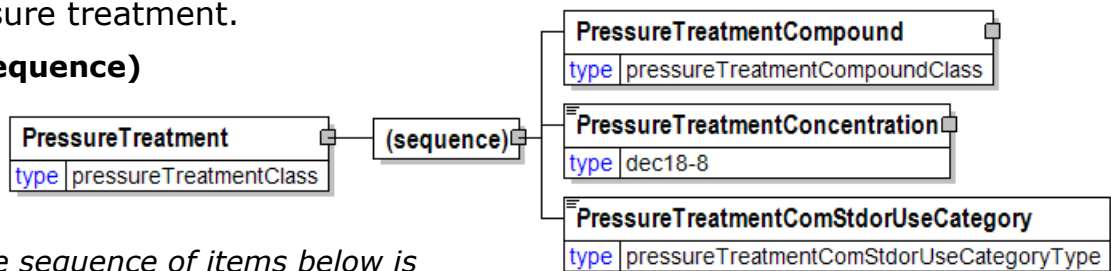 sure treatment.
equence)
PressureTreatment
type pressureTreatmentClass
(sequence)
PressureTreatmentCompound
type pressureTreatmentCompoundClass
PressureTreatmentConcentration
type dec18-8
PressureTreatmentComStdorUseCategory
type pressureTreatmentComStdorUseCategoryType
e sequence of items below is